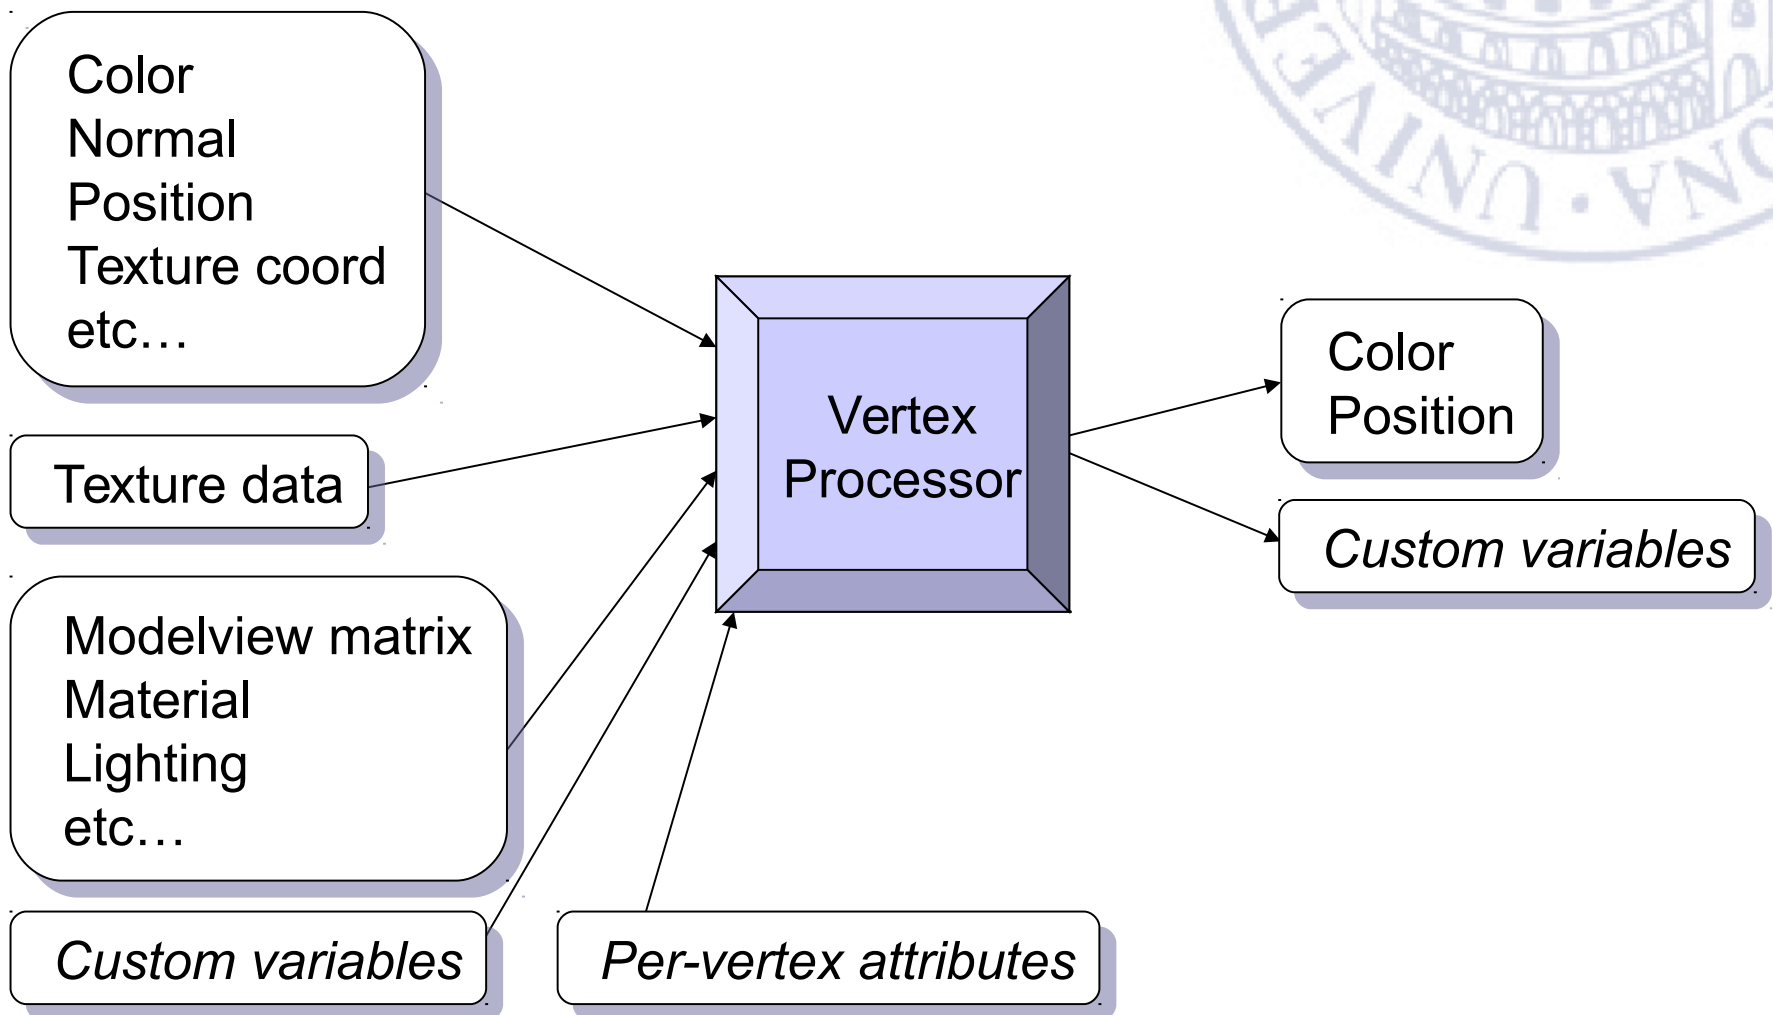 Color
Normal
Position
Texture coord
etc…
Texture data
Modelview matrix
Material
Lighting
etc…
Custom variables
Per-vertex attributes
Vertex
Processor
Color
Position
Custom variables